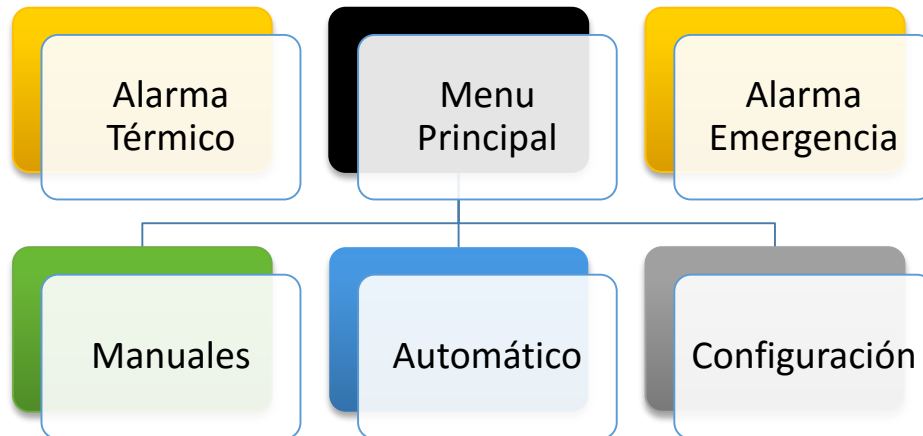 Alarma
Térmico
Menu
Principal
Alarma
Emergencia
Manuales
Automático
Configuración